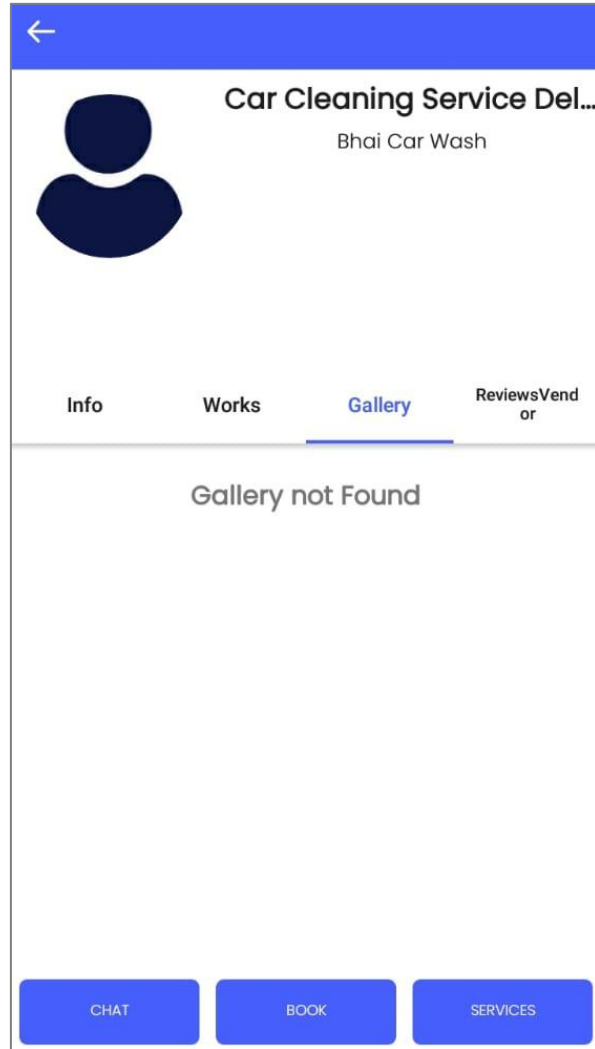 Car Cleaning Service Del...
Bhai Car Wash
Info
Works
Gallery
ReviewsVend
or
Gallery not Found
CHAT
BOOK
SERVICES